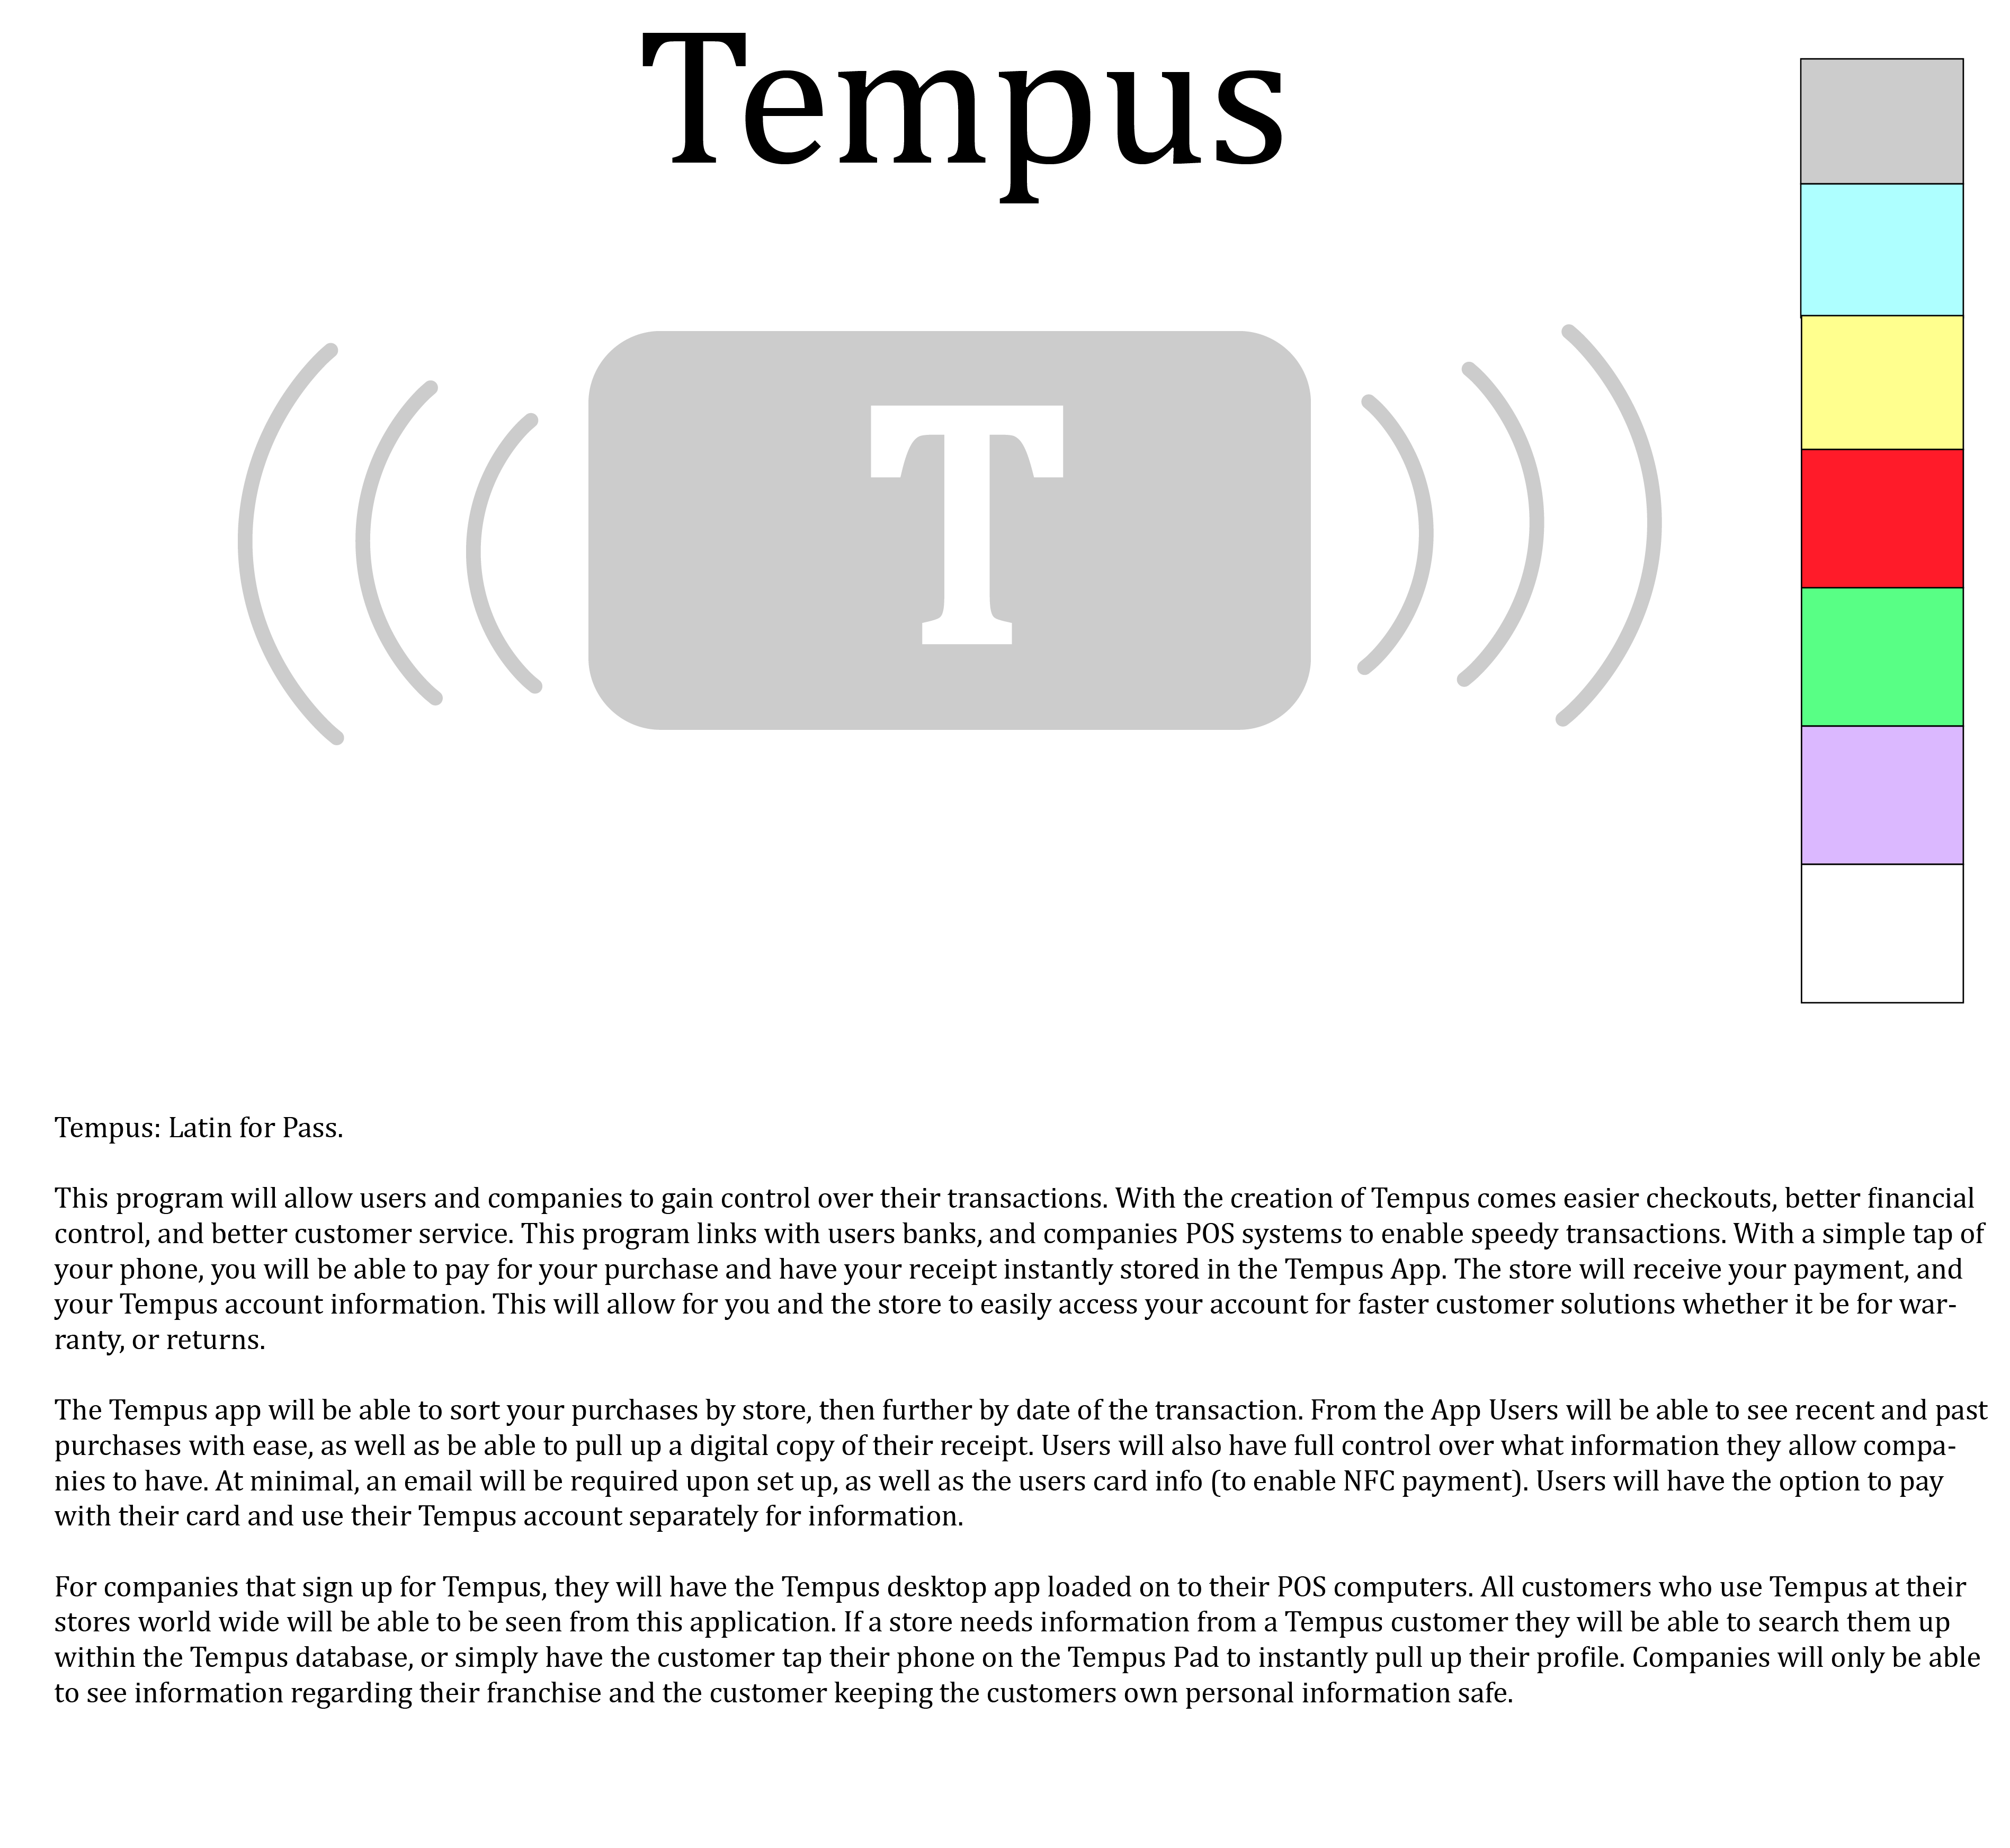 Tempus
T
Tempus: Latin for Pass.
This program will allow users and companies to gain control over their transactions. With the creation of Tempus comes easier checkouts, better financial
control, and better customer service. This program links with users banks, and companies POS systems to enable speedy transactions. With a simple tap of
your phone, you will be able to pay for your purchase and have your receipt instantly stored in the Tempus App. The store will receive your payment, and
your Tempus account information. This will allow for you and the store to easily access your account for faster customer solutions whether it be for war-
ranty, or returns.
The Tempus app will be able to sort your purchases by store, then further by date of the transaction. From the App Users will be able to see recent and past
purchases with ease, as well as be able to pull up a digital copy of their receipt. Users will also have full control over what information they allow compa-
nies to have. At minimal, an email will be required upon set up, as well as the users card info (to enable NFC payment). Users will have the option to pay
with their card and use their Tempus account separately for information.
For companies that sign up for Tempus, they will have the Tempus desktop app loaded on to their POS computers. All customers who use Tempus at their
stores world wide will be able to be seen from this application. If a store needs information from a Tempus customer they will be able to search them up
within the Tempus database, or simply have the customer tap their phone on the Tempus Pad to instantly pull up their profile. Companies will only be able
to see information regarding their franchise and the customer keeping the customers own personal information safe.